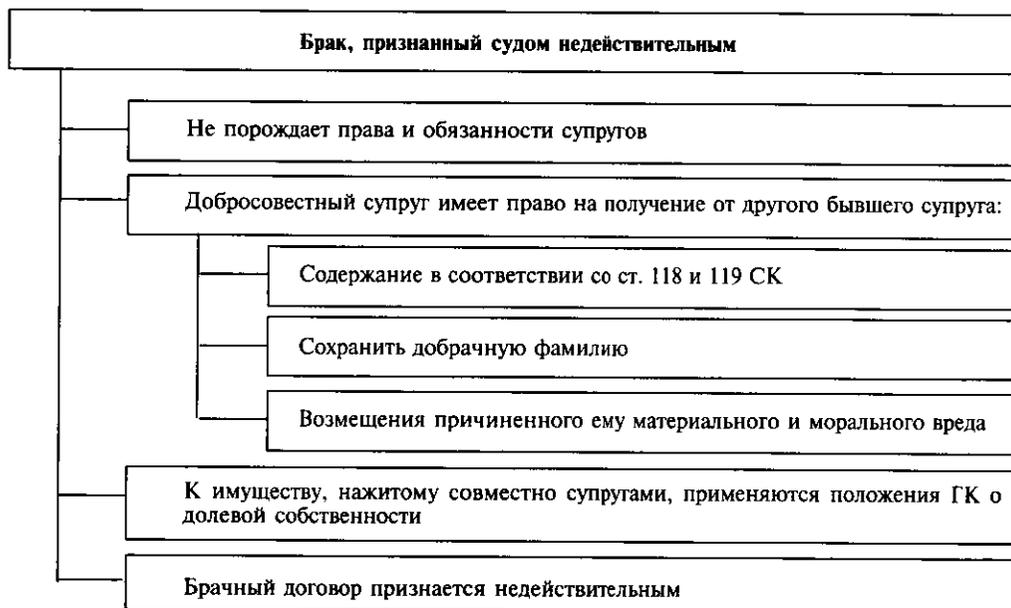 Брак, признанный судом недействительным
Не порождает права и обязанности супругов
Добросовестный супруг имеет право на получение от другого бывшего супруга:
Содержание в соответствии со ст. 118 и 119 СК
Сохранить добрачную фамилию
Возмещения причиненного ему материального и морального вреда
К имуществу, нажитому совместно супругами, применяются положения ГК о
долевой собственности
Брачный договор признается недействительным